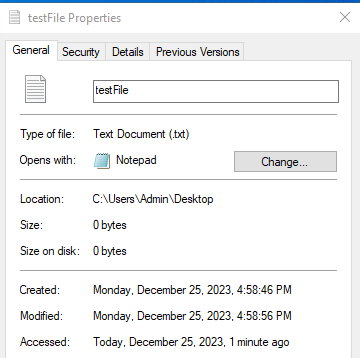 testFile Properties
General Security Details Previous Versions
testFile
Type of file: Text Document (.txt)
Opens with: Notepad Change...
Location: C:\Users\Admin\Desktop
Size: 0 bytes
Size on disk: 0 bytes
Created: Monday, December 25, 2023, 4:58:46 PM
Modified: Monday, December 25, 2023, 4:58:56 PM
Accessed: Today, December 25, 2023, 1 minute ago